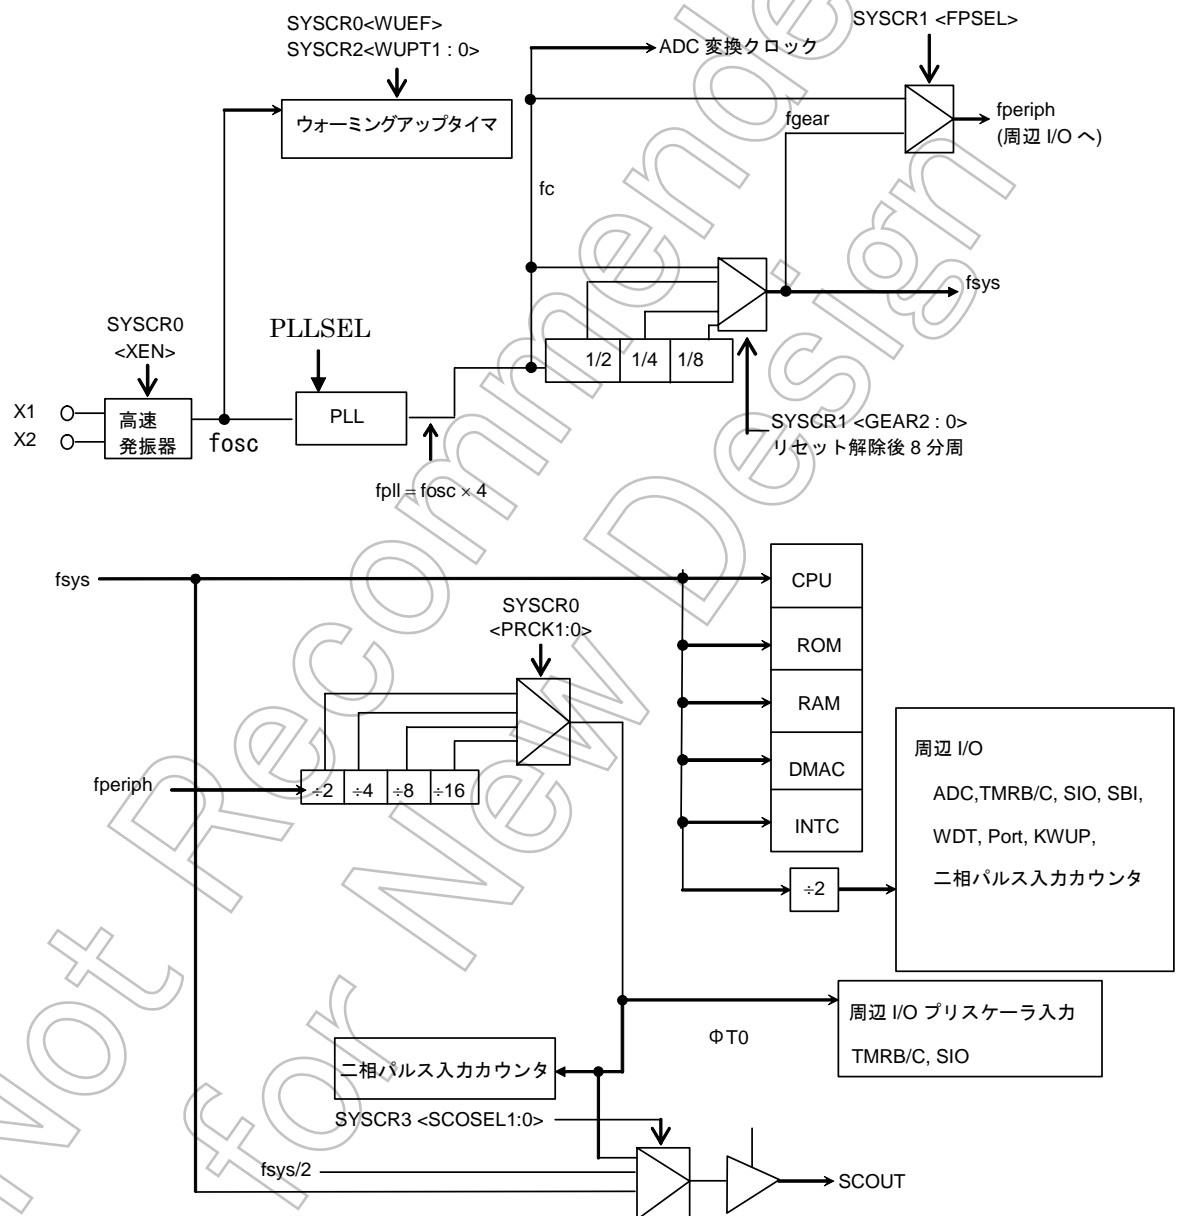 SYSCR0<WUEF>
SYSCR2<WUPT1 : 0>
ウォーミングアップタイマ
ADC 変換クロック
SYSCR1 <FPSEL>
fgear
fperiph
(周辺 I/O へ)
fc
fsys
SYSCR0
<XEN>
PLLSEL
1/2
1/4
1/8
X1
X2
高速
発振器
fosc
PLL
SYSCR1 <GEAR2 : 0>
リセット解除後 8 分周
fpll = fosc × 4
fsys
SYSCR0
<PRCK1:0>
CPU
ROM
RAM
DMAC
INTC
fperiph
÷2
÷4
÷8
÷16
÷2
周辺 I/O
ADC,TMRB/C, SIO, SBI,
WDT, Port, KWUP,
二相パルス入力カウンタ
周辺 I/O プリスケーラ入力
TMRB/C, SIO
ΦT0
二相パルス入力カウンタ
SYSCR3 <SCOSEL1:0>
fsys/2
SCOUT
Not Recommended
for New Design